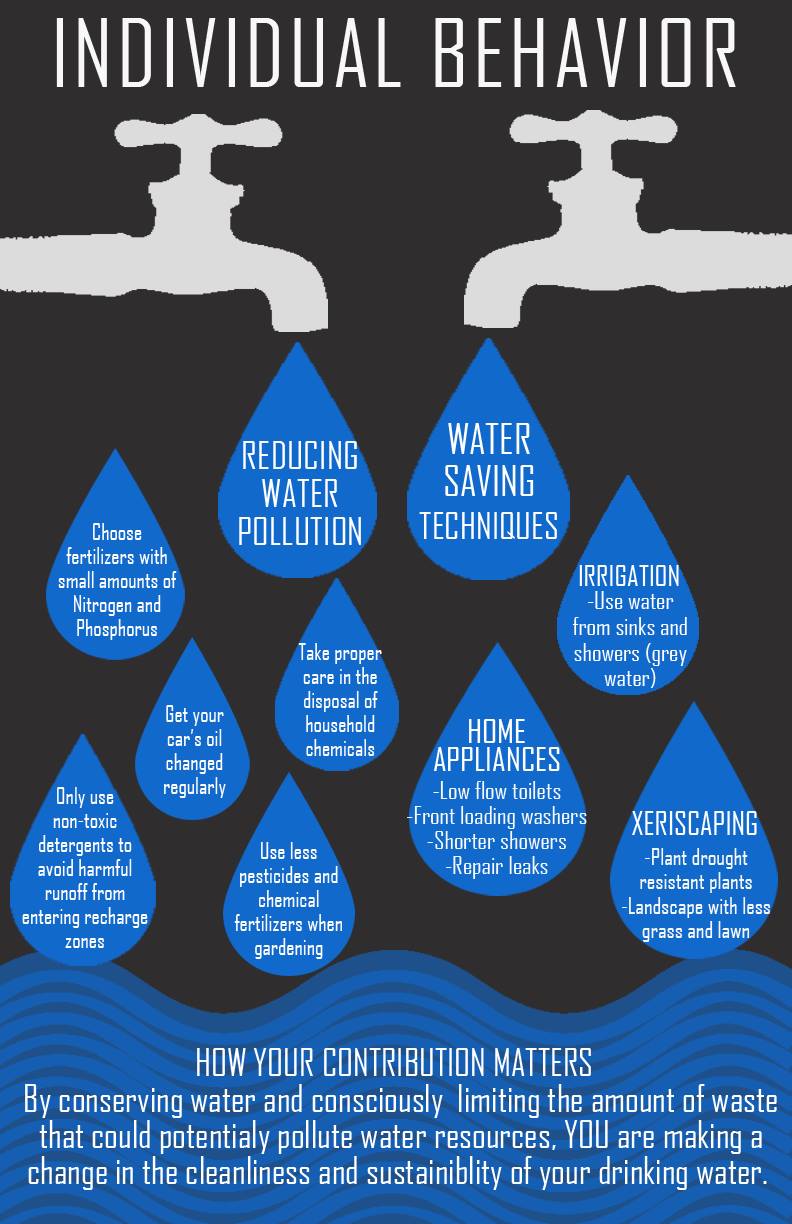 INDIVIDUAL BEHAVIOR
REDUCING
WATER
POLLUTION
Choose
fertilizers with
small amounts of
Nitrogen and
Phosphorus
Take proper
care in the
disposal of
household
chemicals
Get your
car's oil
changed
regularly
Only use
non-toxic
detergents to
avoid harmful
runoff from
entering recharge
zones
Use less
pesticides and
chemical
fertilizers when
gardening
WATER
SAVING
TECHNIQUES
IRRIGATION
-Use water
from sinks and
showers (grey
water)
HOME
APPLIANCES
-Low flow toilets
-Front loading washers
-Shorter showers
-Repair leaks
XERISCAPING
-Plant drought
resistant plants
-Landscape with less
grass and lawn
HOW YOUR CONTRIBUTION MATTERS
By conserving water and consciously limiting the amount of waste
that could potentialy pollute water resources, YOU are making a
change in the cleanliness and sustainiblity of your drinking water.